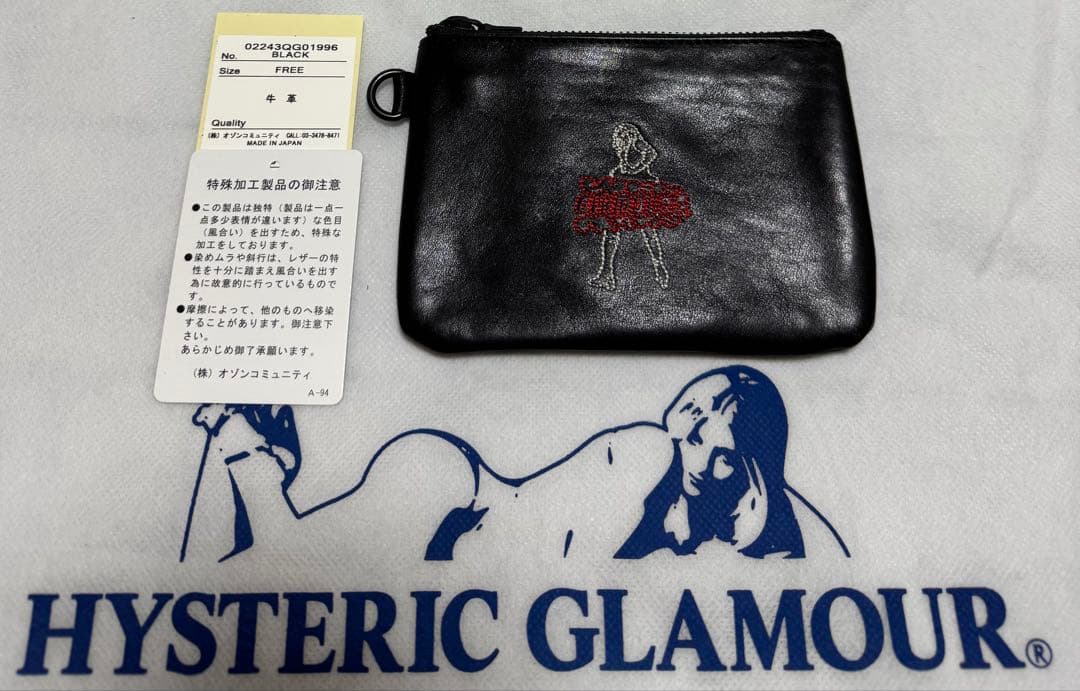 02243QG01996
No. BLACK
Size FREE
牛 革
Quality
(株)オゾンコミュニティ CALL:03-3478-8471
MADE IN JAPAN
特殊加工製品の御注意
●この製品は独特（製品は一点一
点多少表情が違います）な色目
（風合い）を出すため、特殊な
加工をしております。
●染めムラや斜行は、レザーの特
性を十分に踏まえ風合いを出す
為に故意的に行っているもので
す。
●摩擦によって、他のものへ移染
することがあります。御注意下
さい。
あらかじめ御了承願います。
(株)オゾンコミュニティ
A-94
HYSTERIC GLAMOUR®